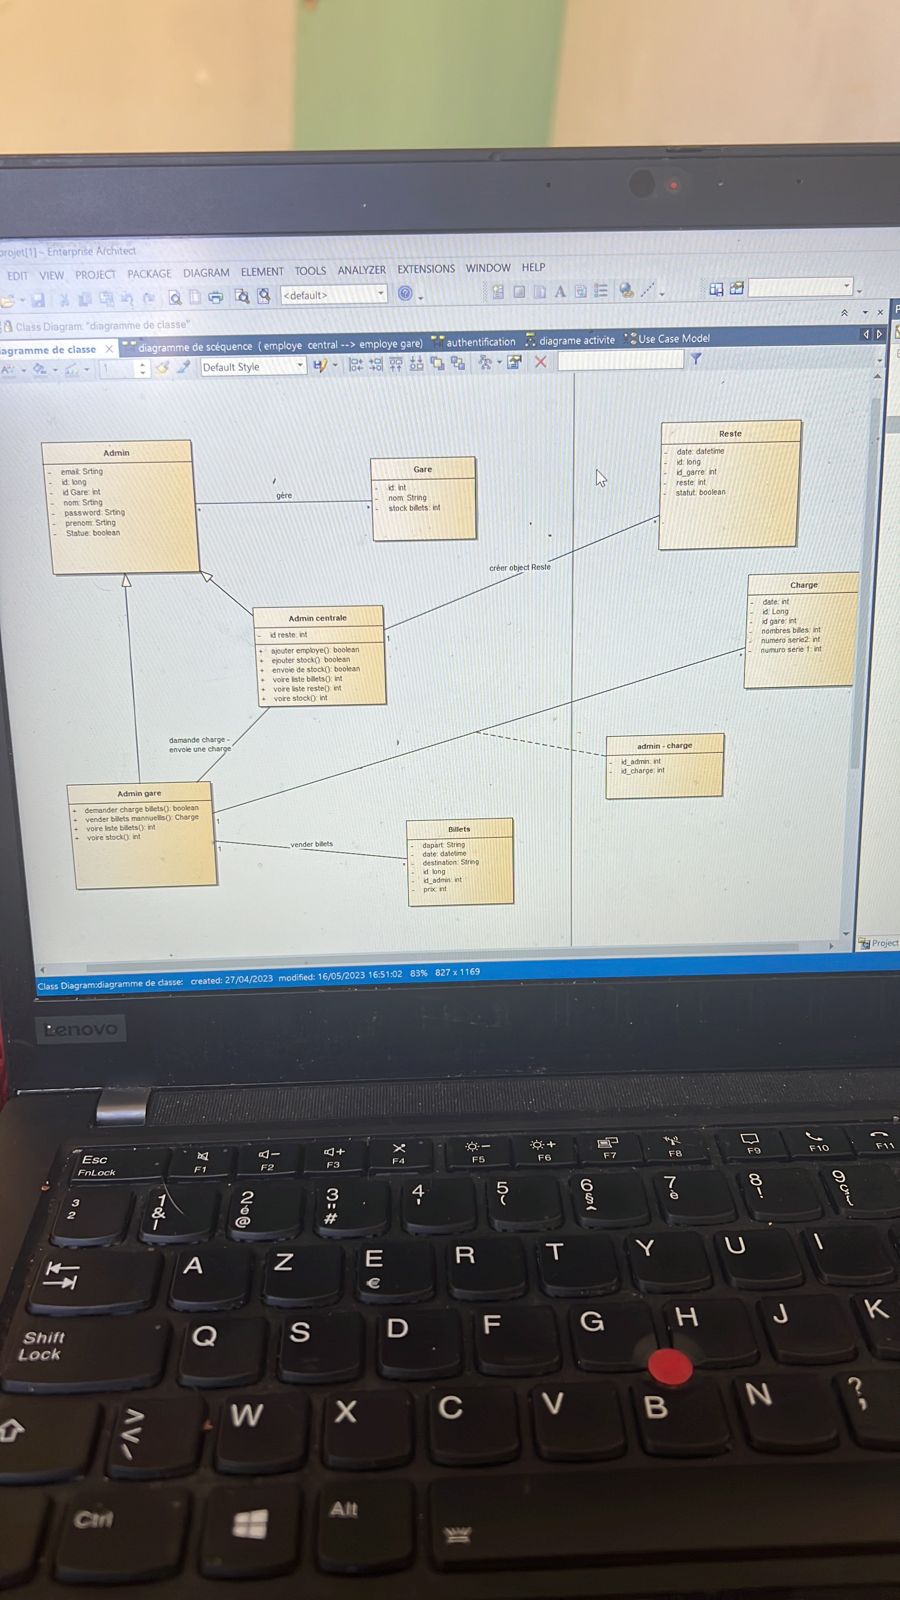 projet[1] - Enterprise Architect
EDIT VIEW PROJECT PACKAGE DIAGRAM ELEMENT TOOLS ANALYZER EXTENSIONS WINDOW HELP
<default>
Class Diagram: "diagramme de classe"
agramme de classe
diagramme de scéquence ( employe central --> employe gare)
authentification
diagrame activite
Use Case Model
1
Default Style
Admin
- email: Srting
- id: long
- id Gare: int
- nom: Srting
- password: Srting
- prenom: Srting
- Statue: boolean
gère
Gare
- id: int
- nom: String
- stock billets: int
Reste
- date: datetime
- id: long
- id_garre: int
- reste: int
- statut: boolean
créer object Reste
Admin centrale
- id reste: int
+ ajouter employe(): boolean
+ ejouter stock(): boolean
+ envoie de stock(): boolean
+ voire liste billets(): int
+ voire liste reste(): int
+ voire stock(): int
1
Charge
- date: int
- id: Long
- id gare: int
- nombres billes: int
- numero serie2: int
- numuro serie 1: int
damande charge -
envoie une charge
admin - charge
- id_admin: int
- id_charge: int
Admin gare
+ demander charge billets(): boolean
+ vender billets mannuellls(): Charge
+ voire liste billets(): int
+ voire stock(): int
1
1
vender billets
Billets
- dapart: String
- date: datetime
- destination: String
- id: long
- id_admin: int
- prix: int
Project
Class Diagram:diagramme de classe: created: 27/04/2023 modified: 16/05/2023 16:51:02 83% 827 x 1169
Lenovo
Esc
FnLock
F1 F2 F3 F4 F5 F6 F7 F8 F9 F10 F11
3 2
1 &
2 é @
3 " #
4 '
5 (
6 § ^
7 è
8 !
9 ç
A Z E € R T Y U I
Shift
Lock
Q S D F G H J K
> < \
W X C V B N ? ,
Ctrl Alt